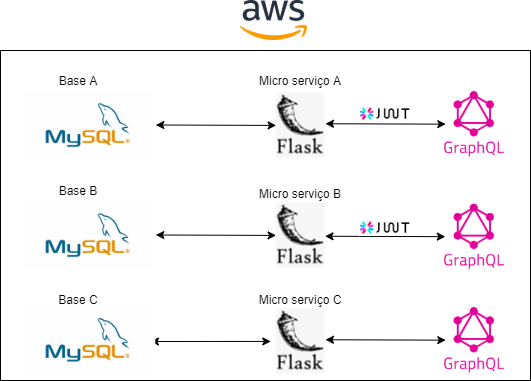 aws
Base A
Micro serviço A
MySQL®
Flask
JWT
GraphQL
Base B
Micro serviço B
MySQL®
Flask
JWT
GraphQL
Base C
Micro serviço C
MySQL®
Flask
GraphQL